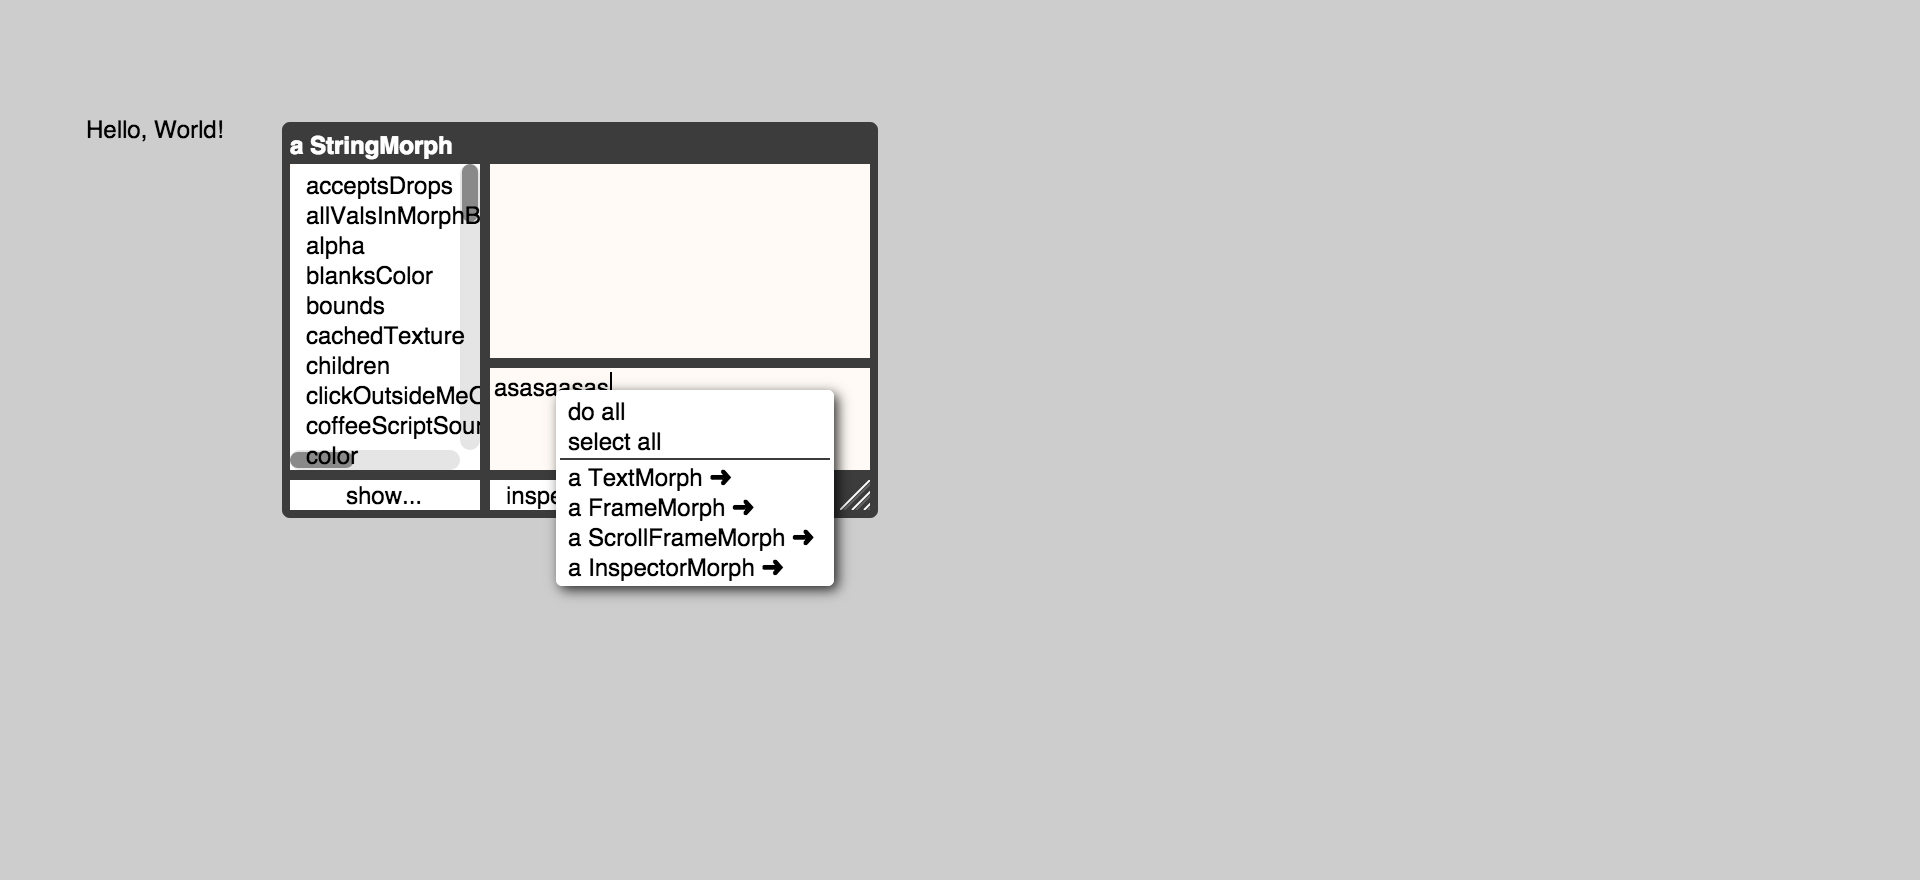 Hello, World!
a StringMorph
acceptsDrops
allValsInMorphB
alpha
blanksColor
bounds
cachedTexture
children
clickOutsideMeC
coffeeScriptSour
color
show...
asasaasas
inspe
do all
select all
a TextMorph ➜
a FrameMorph ➜
a ScrollFrameMorph ➜
a InspectorMorph ➜